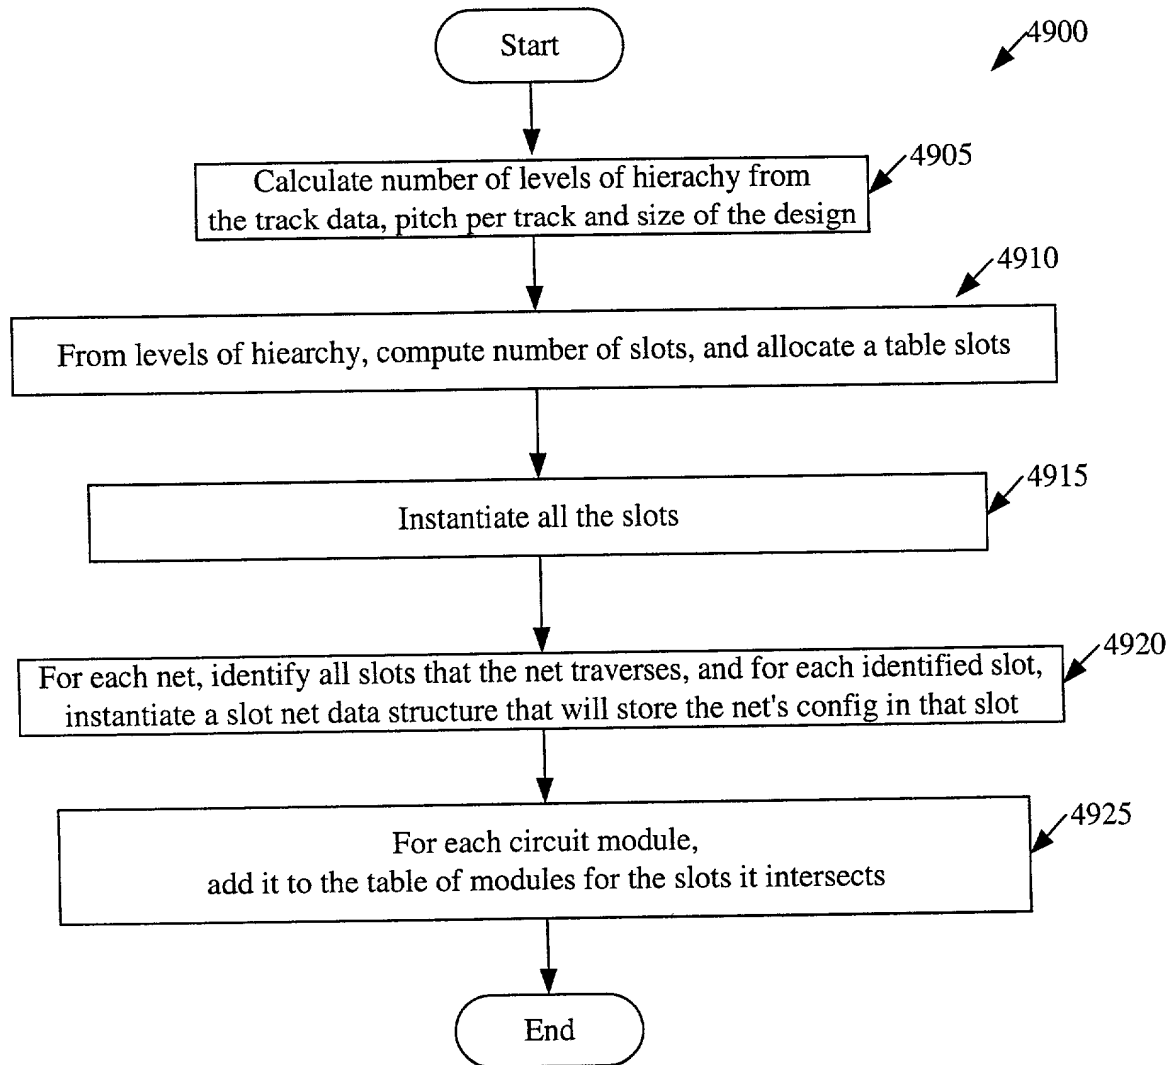 Start
4900
4905
Calculate number of levels of hierachy from
the track data, pitch per track and size of the design
4910
From levels of hiearchy, compute number of slots, and allocate a table slots
4915
Instantiate all the slots
4920
For each net, identify all slots that the net traverses, and for each identified slot,
instantiate a slot net data structure that will store the net's config in that slot
4925
For each circuit module,
add it to the table of modules for the slots it intersects
End